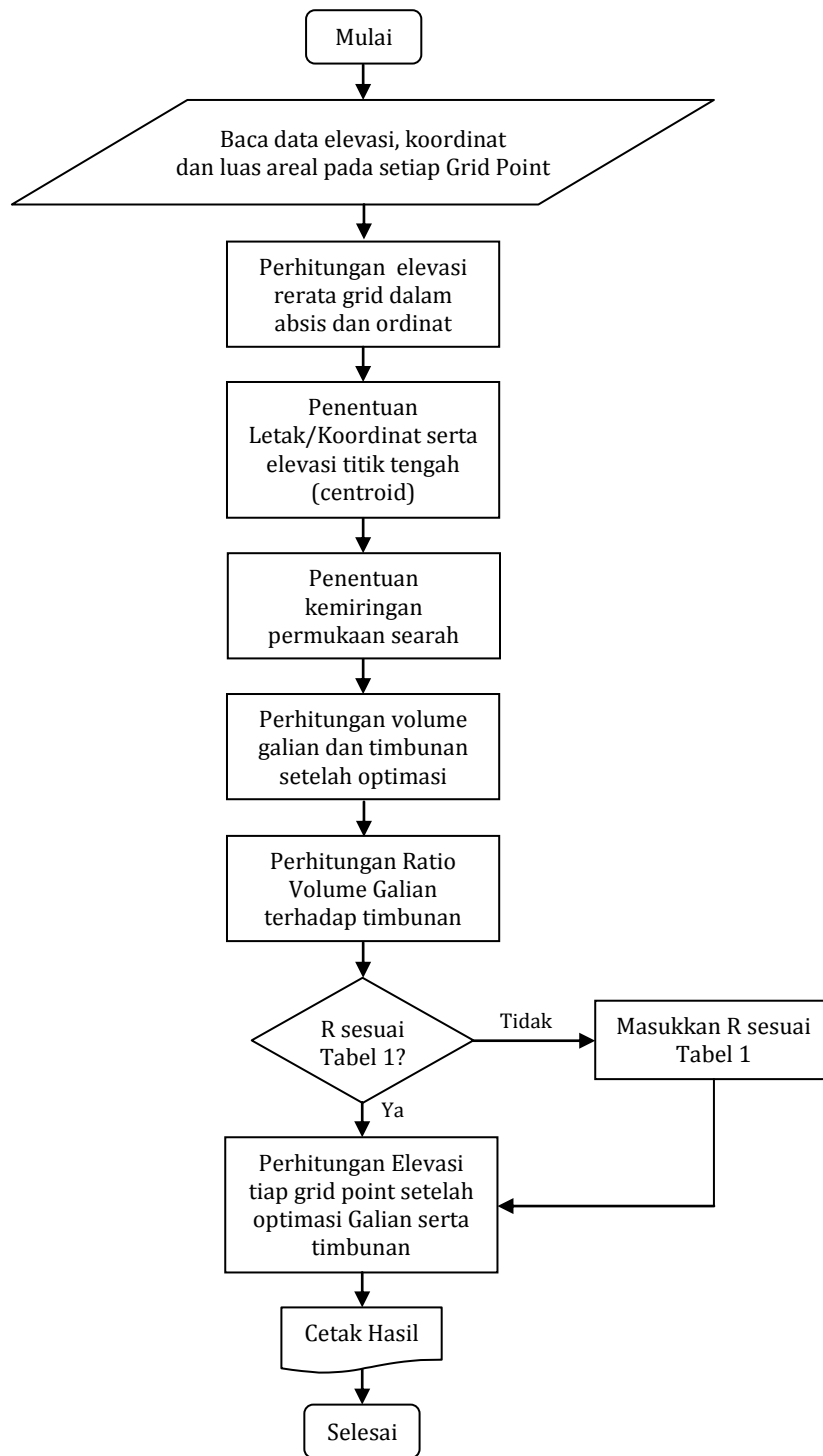 Mulai
Baca data elevasi, koordinat
dan luas areal pada setiap Grid Point
Perhitungan elevasi
rerata grid dalam
absis dan ordinat
Penentuan
Letak/Koordinat serta
elevasi titik tengah
(centroid)
Penentuan
kemiringan
permukaan searah
Perhitungan volume
galian dan timbunan
setelah optimasi
Perhitungan Ratio
Volume Galian
terhadap timbunan
R sesuai
Tabel 1?
Tidak
Masukkan R sesuai
Tabel 1
Ya
Perhitungan Elevasi
tiap grid point setelah
optimasi Galian serta
timbunan
Cetak Hasil
Selesai